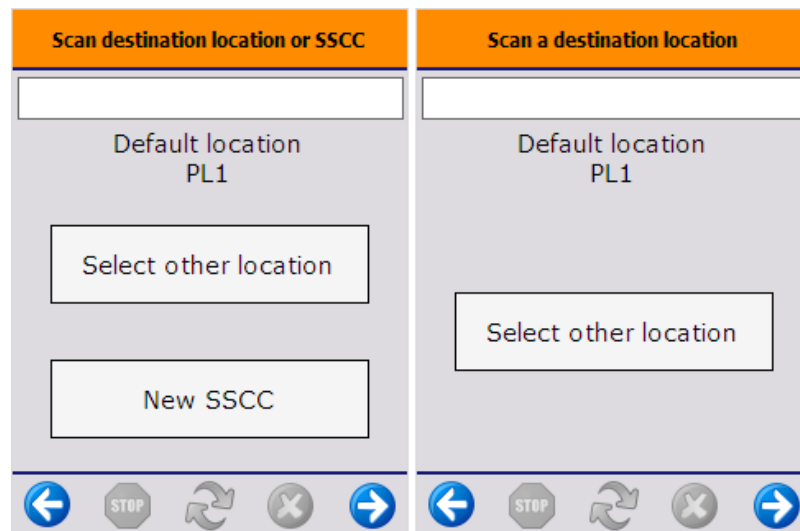 Scan destination location or SSCC
Default location
PL1
Select other location
New SSCC
STOP
Scan a destination location
Default location
PL1
Select other location
STOP